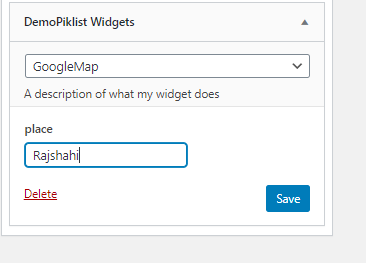 DemoPiklist Widgets
GoogleMap
A description of what my widget does
place
Rajshahi
Delete
Save